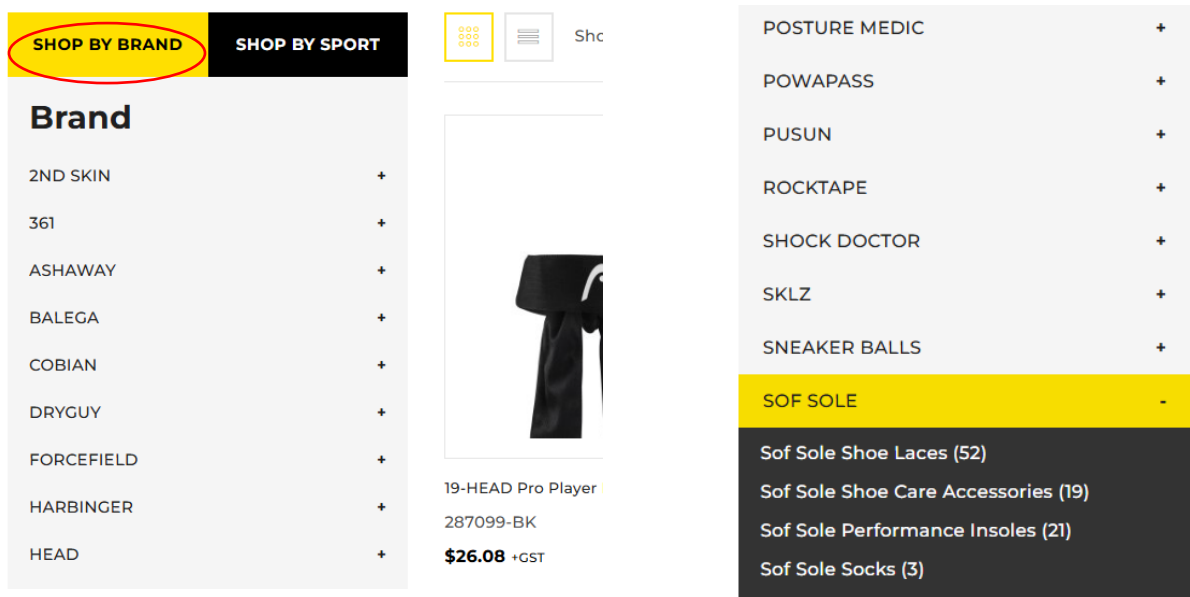 SHOP BY BRAND
SHOP BY SPORT
Brand
2ND SKIN +
361 +
ASHAWAY +
BALEGA +
COBIAN +
DRYGUY +
FORCEFIELD +
HARBINGER +
HEAD +
Sho
19-HEAD Pro Player
287099-BK
$26.08 +GST
POSTURE MEDIC +
POWAPASS +
PUSUN +
ROCKTAPE +
SHOCK DOCTOR +
SKLZ +
SNEAKER BALLS +
SOF SOLE -
Sof Sole Shoe Laces (52)
Sof Sole Shoe Care Accessories (19)
Sof Sole Performance Insoles (21)
Sof Sole Socks (3)